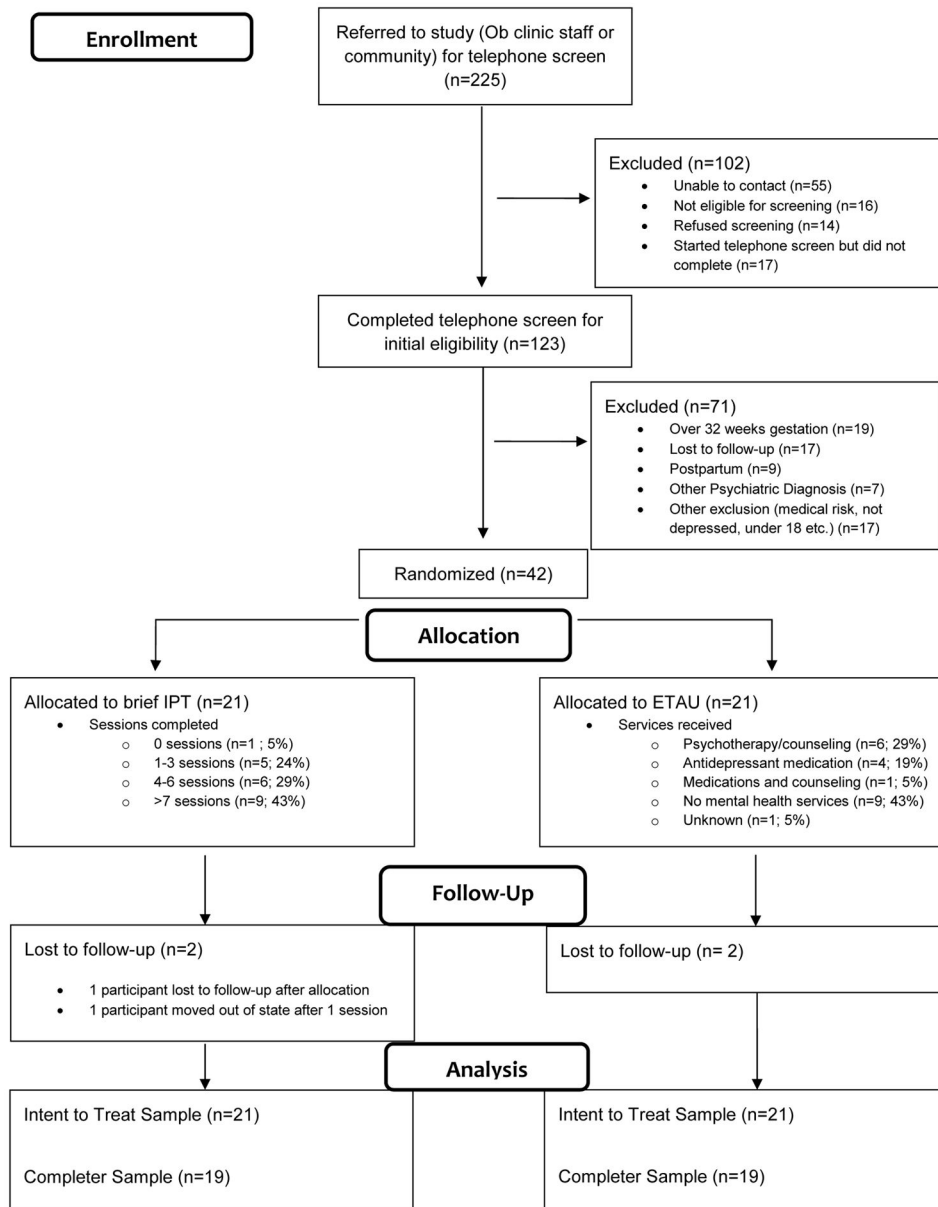 Enrollment
Referred to study (Ob clinic staff or
community) for telephone screen
(n=225)
Excluded (n=102)
• Unable to contact (n=55)
• Not eligible for screening (n=16)
• Refused screening (n=14)
• Started telephone screen but did not
complete (n=17)
Completed telephone screen for
initial eligibility (n=123)
Excluded (n=71)
• Over 32 weeks gestation (n=19)
• Lost to follow-up (n=17)
• Postpartum (n=9)
• Other Psychiatric Diagnosis (n=7)
• Other exclusion (medical risk, not
depressed, under 18 etc.) (n=17)
Randomized (n=42)
Allocation
Allocated to brief IPT (n=21)
• Sessions completed
o 0 sessions (n=1 ; 5%)
o 1-3 sessions (n=5; 24%)
o 4-6 sessions (n=6; 29%)
o >7 sessions (n=9; 43%)
Allocated to ETAU (n=21)
• Services received
o Psychotherapy/counseling (n=6; 29%)
o Antidepressant medication (n=4; 19%)
o Medications and counseling (n=1; 5%)
o No mental health services (n=9; 43%)
o Unknown (n=1; 5%)
Follow-Up
Lost to follow-up (n=2)
• 1 participant lost to follow-up after allocation
• 1 participant moved out of state after 1 session
Lost to follow-up (n= 2)
Analysis
Intent to Treat Sample (n=21)
Completer Sample (n=19)
Intent to Treat Sample (n=21)
Completer Sample (n=19)